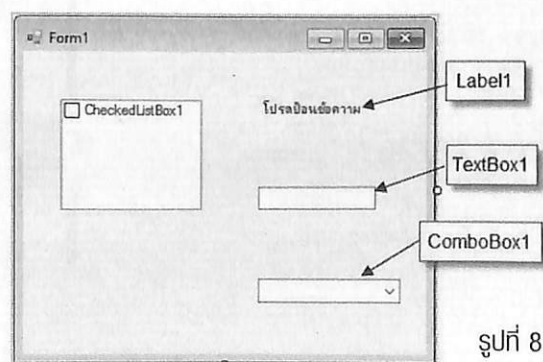 Form1
Label1
CheckedListBox1
โปรดป้อนข้อความ
TextBox1
ComboBox1
รูปที่ 8